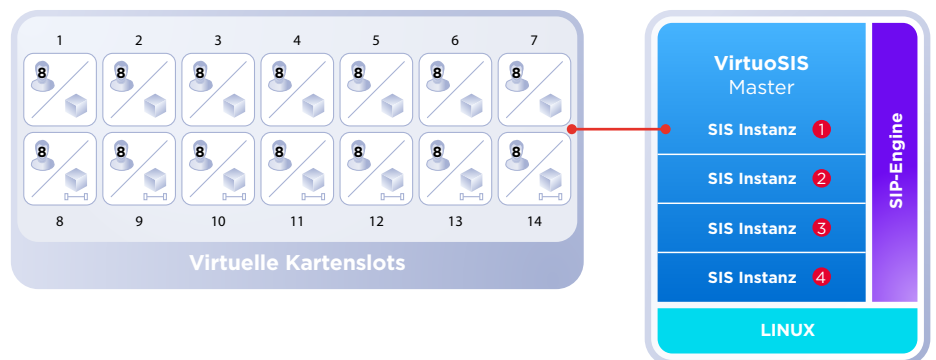 1 2 3 4 5 6 7
8 8 8 8 8 8 8
8 8 8 8 8 8 8
8 9 10 11 12 13 14
Virtuelle Kartenslots
VirtuoSIS
Master
SIS Instanz 1
SIS Instanz 2
SIS Instanz 3
SIS Instanz 4
SIP-Engine
LINUX